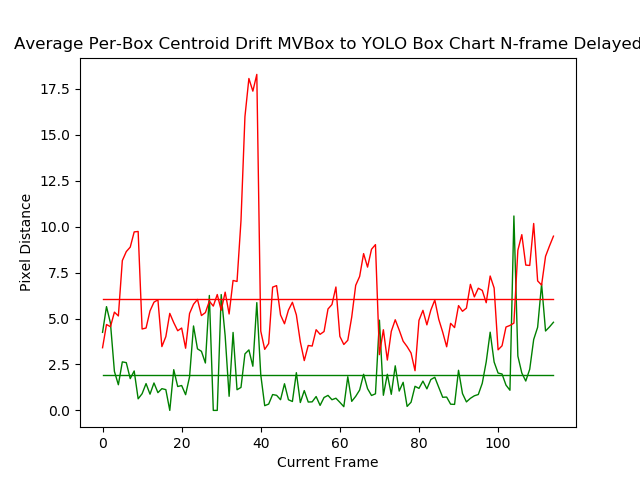 Average Per-Box Centroid Drift MVBox to YOLO Box Chart N-frame Delayed
17.5
15.0
12.5
10.0
7.5
5.0
2.5
0.0
Pixel Distance
0 20 40 60 80 100
Current Frame